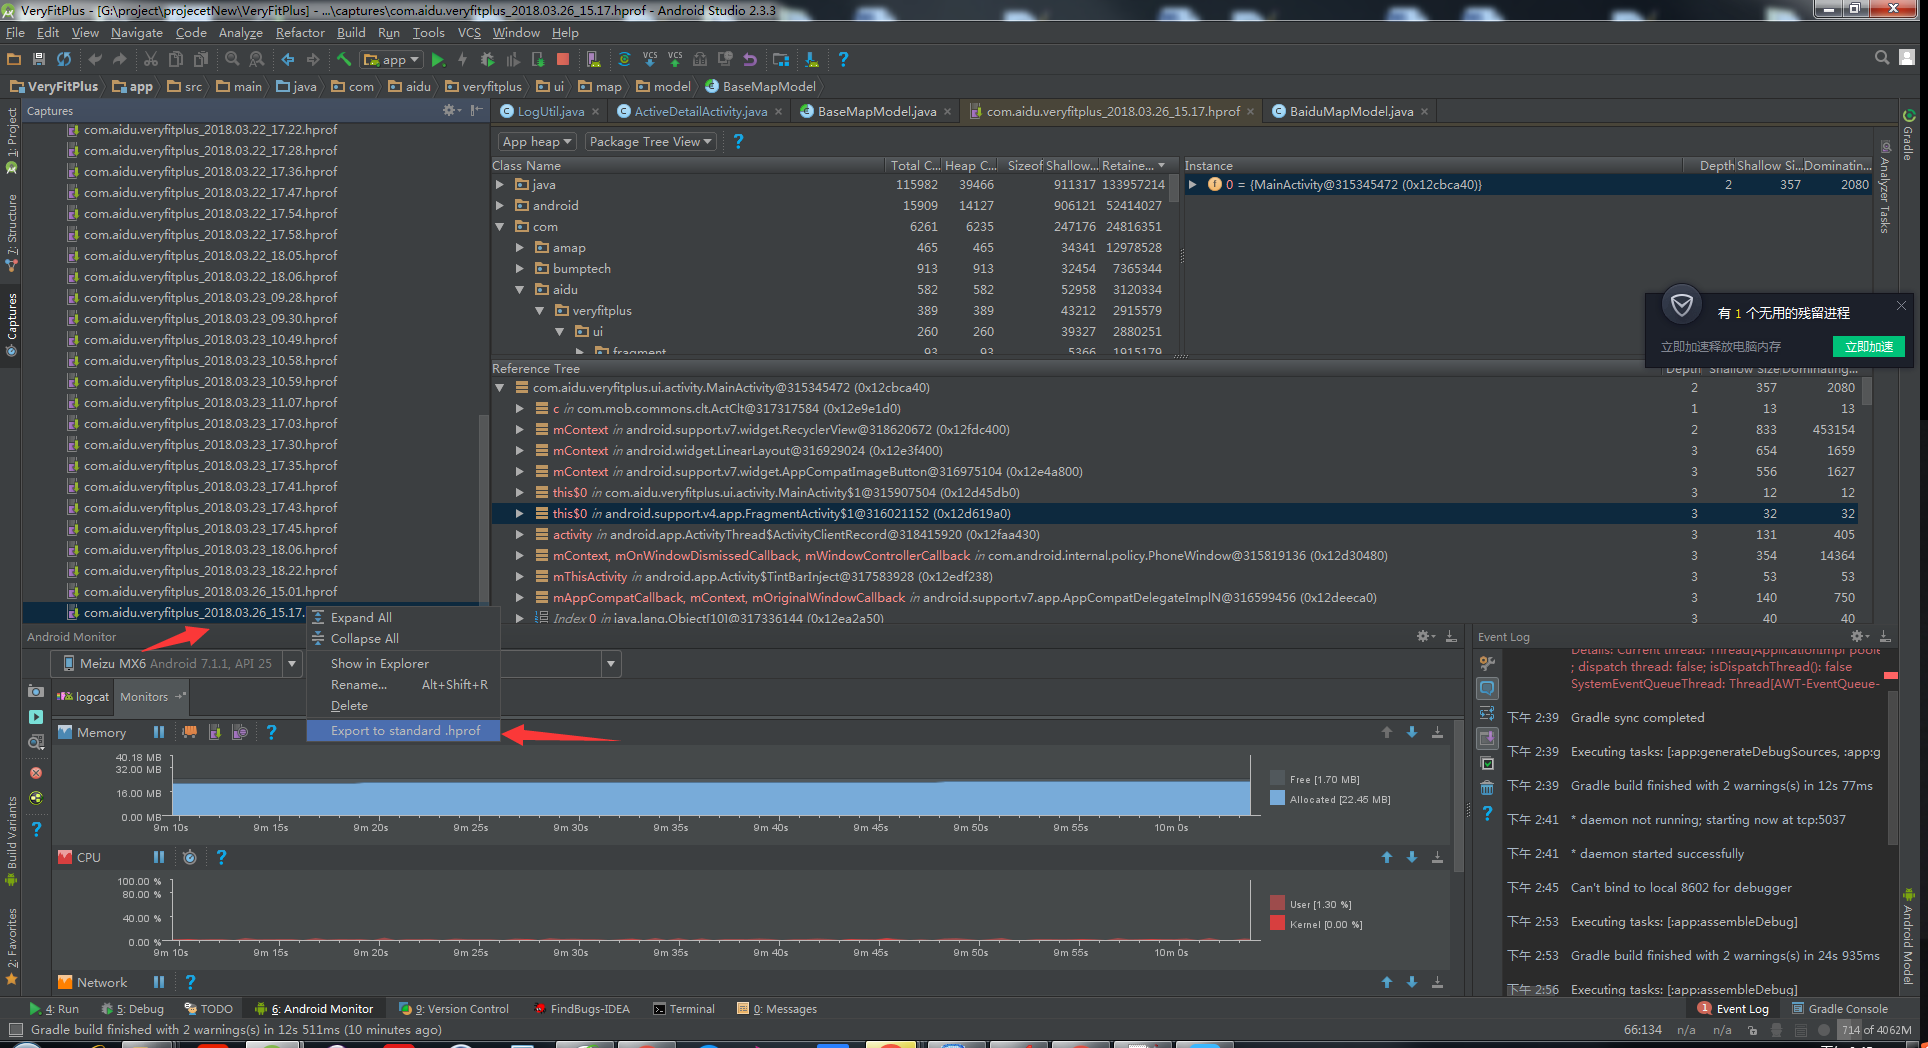 VeryFitPlus - [G:\project\projecetNew\VeryFitPlus] - ...\captures\com.aidu.veryfitplus_2018.03.26_15.17.hprof - Android Studio 2.3.3
File Edit View Navigate Code Analyze Refactor Build Run Tools VCS Window Help
app
VeryFitPlus app src main java com aidu veryfitplus ui map model BaseMapModel
Captures
LogUtil.java ActiveDetailActivity.java BaseMapModel.java com.aidu.veryfitplus_2018.03.26_15.17.hprof BaiduMapModel.java
1: Project
7: Structure
Captures
Build Variants
2: Favorites
com.aidu.veryfitplus_2018.03.22_17.22.hprof
com.aidu.veryfitplus_2018.03.22_17.28.hprof
com.aidu.veryfitplus_2018.03.22_17.36.hprof
com.aidu.veryfitplus_2018.03.22_17.47.hprof
com.aidu.veryfitplus_2018.03.22_17.54.hprof
com.aidu.veryfitplus_2018.03.22_17.58.hprof
com.aidu.veryfitplus_2018.03.22_18.05.hprof
com.aidu.veryfitplus_2018.03.22_18.06.hprof
com.aidu.veryfitplus_2018.03.23_09.28.hprof
com.aidu.veryfitplus_2018.03.23_09.30.hprof
com.aidu.veryfitplus_2018.03.23_10.49.hprof
com.aidu.veryfitplus_2018.03.23_10.58.hprof
com.aidu.veryfitplus_2018.03.23_10.59.hprof
com.aidu.veryfitplus_2018.03.23_11.07.hprof
com.aidu.veryfitplus_2018.03.23_17.03.hprof
com.aidu.veryfitplus_2018.03.23_17.30.hprof
com.aidu.veryfitplus_2018.03.23_17.35.hprof
com.aidu.veryfitplus_2018.03.23_17.41.hprof
com.aidu.veryfitplus_2018.03.23_17.43.hprof
com.aidu.veryfitplus_2018.03.23_17.45.hprof
com.aidu.veryfitplus_2018.03.23_18.06.hprof
com.aidu.veryfitplus_2018.03.23_18.22.hprof
com.aidu.veryfitplus_2018.03.26_15.01.hprof
com.aidu.veryfitplus_2018.03.26_15.17.
App heap Package Tree View ?
Class Name Total C... Heap C... Sizeof Shallow... Retaine...
java 115982 39466 911317 133957214
android 15909 14127 906121 52414027
com 6261 6235 247176 24816351
amap 465 465 34341 12978528
bumptech 913 913 32454 7365344
aidu 582 582 52958 3120334
veryfitplus 389 389 43212 2915579
ui 260 260 39327 2880251
fragment 93 93 5366 1915179
Instance Depth Shallow Si... Dominatin...
0 = {MainActivity@315345472 (0x12cbca40)} 2 357 2080
Gradle
Analyzer Tasks
有 1 个无用的残留进程
立即加速释放电脑内存 立即加速
Reference Tree Depth Shallow Size Dominating...
com.aidu.veryfitplus.ui.activity.MainActivity@315345472 (0x12cbca40) 2 357 2080
c in com.mob.commons.clt.ActClt@317317584 (0x12e9e1d0) 1 13 13
mContext in android.support.v7.widget.RecyclerView@318620672 (0x12fdc400) 2 833 453154
mContext in android.widget.LinearLayout@316929024 (0x12e3f400) 3 654 1659
mContext in android.support.v7.widget.AppCompatImageButton@316975104 (0x12e4a800) 3 556 1627
this$0 in com.aidu.veryfitplus.ui.activity.MainActivity$1@315907504 (0x12d45db0) 3 12 12
this$0 in android.support.v4.app.FragmentActivity$1@316021152 (0x12d619a0) 3 32 32
activity in android.app.ActivityThread$ActivityClientRecord@318415920 (0x12faa430) 3 131 405
mContext, mOnWindowDismissedCallback, mWindowControllerCallback in com.android.internal.policy.PhoneWindow@315819136 (0x12d30480) 3 354 14364
mThisActivity in android.app.Activity$TintBarInject@317583928 (0x12edf238) 3 53 53
mAppCompatCallback, mContext, mOriginalWindowCallback in android.support.v7.app.AppCompatDelegateImplN@316599456 (0x12deeca0) 3 140 750
Index 0 in java.lang.Object[10]@317336144 (0x12ea2a50) 3 40 40
Expand All
Collapse All
Show in Explorer
Rename... Alt+Shift+R
Delete
Export to standard .hprof
Android Monitor
Meizu MX6 Android 7.1.1, API 25
logcat Monitors
Memory ?
40.18 MB
32.00 MB
16.00 MB
0.00 MB
9m 10s 9m 15s 9m 20s 9m 25s 9m 30s 9m 35s 9m 40s 9m 45s 9m 50s 9m 55s 10m 0s
Free [1.70 MB]
Allocated [22.45 MB]
CPU ?
100.00 %
80.00 %
40.00 %
0.00 %
9m 10s 9m 15s 9m 20s 9m 25s 9m 30s 9m 35s 9m 40s 9m 45s 9m 50s 9m 55s 10m 0s
User [1.30 %]
Kernel [0.00 %]
Network ?
Event Log
Details: Current thread: Thread[ApplicationImpl poole
; dispatch thread: false; isDispatchThread(): false
SystemEventQueueThread: Thread[AWT-EventQueue-
下午 2:39 Gradle sync completed
下午 2:39 Executing tasks: [:app:generateDebugSources, :app:g
下午 2:39 Gradle build finished with 2 warnings(s) in 12s 77ms
下午 2:41 * daemon not running; starting now at tcp:5037
下午 2:41 * daemon started successfully
下午 2:45 Can't bind to local 8602 for debugger
下午 2:53 Executing tasks: [:app:assembleDebug]
下午 2:53 Gradle build finished with 2 warnings(s) in 24s 935ms
下午 2:56 Executing tasks: [:app:assembleDebug]
Android Model
4: Run 5: Debug TODO 6: Android Monitor 9: Version Control FindBugs-IDEA Terminal 0: Messages 1 Event Log Gradle Console
Gradle build finished with 2 warnings(s) in 12s 511ms (10 minutes ago) 66:134 n/a n/a 714 of 4062M